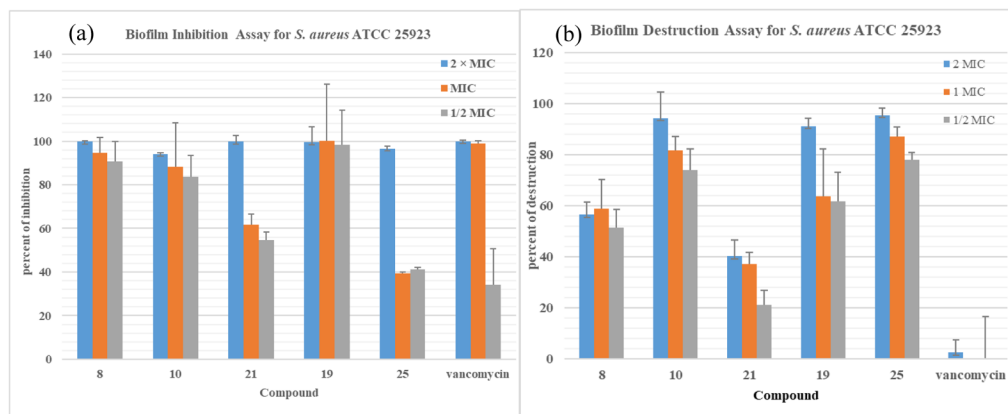 (a)
Biofilm Inhibition Assay for S. aureus ATCC 25923
140
120
100
80
60
40
20
0
percent of inhibition
2 × MIC
MIC
1/2 MIC
8 10 21 19 25 vancomycin
Compound
(b)
Biofilm Destruction Assay for S. aureus ATCC 25923
120
100
80
60
40
20
0
percent of destruction
2 MIC
1 MIC
1/2 MIC
8 10 21 19 25 vancomycin
Compound